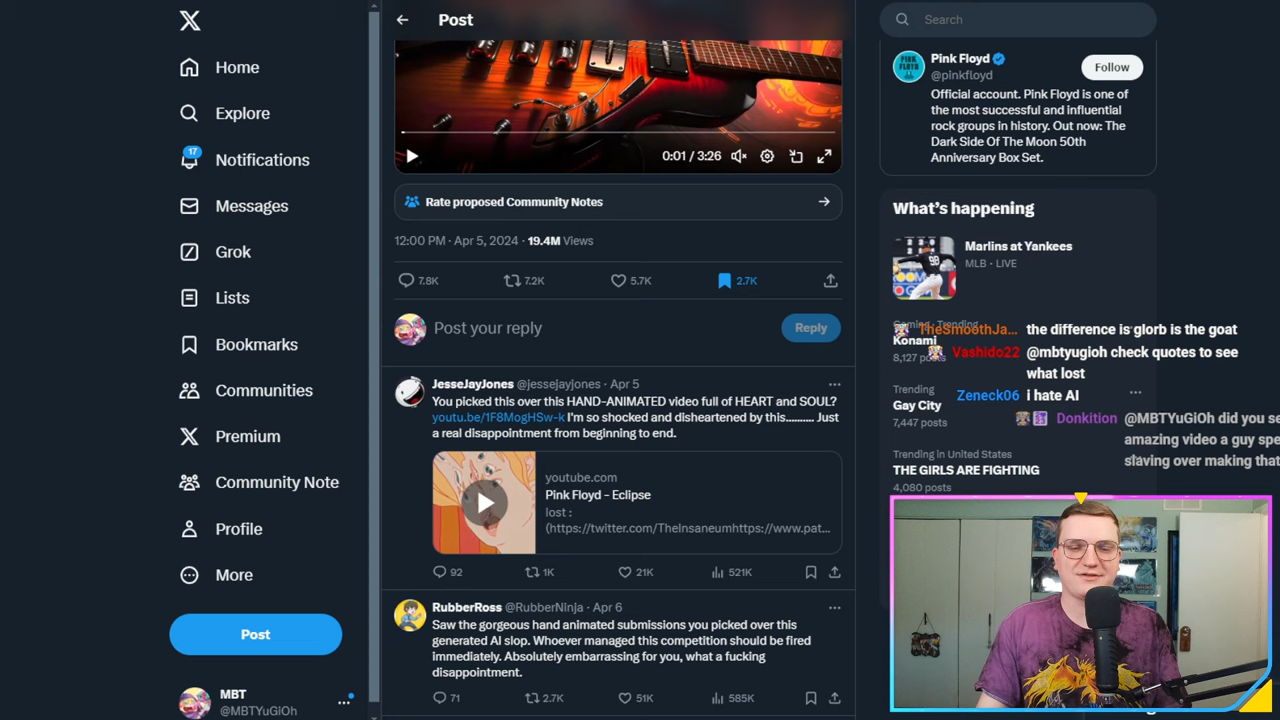 Home
Explore
17
Notifications
Messages
Grok
Lists
Bookmarks
Communities
Premium
Community Note
Profile
More
Post
MBT
@MBTYuGiOh
Post
0:01 / 3:26
Rate proposed Community Notes
12:00 PM · Apr 5, 2024 · 19.4M Views
7.8K 7.2K 5.7K 2.7K
Post your reply
Reply
JesseJayJones @jessejayjones · Apr 5
You picked this over this HAND-ANIMATED video full of HEART and SOUL?
youtu.be/1F8MogHSw-k I'm so shocked and disheartened by this.......... Just
a real disappointment from beginning to end.
youtube.com
Pink Floyd - Eclipse
lost :
(https://twitter.com/TheInsaneumhttps://www.pat...
92 1K 21K 521K
RubberRoss @RubberNinja · Apr 6
Saw the gorgeous hand animated submissions you picked over this
generated AI slop. Whoever managed this competition should be fired
immediately. Absolutely embarrassing for you, what a fucking
disappointment.
71 2.7K 51K 585K
Search
Pink Floyd
@pinkfloyd
Follow
Official account. Pink Floyd is one of
the most successful and influential
rock groups in history. Out now: The
Dark Side Of The Moon 50th
Anniversary Box Set.
What's happening
Marlins at Yankees
MLB · LIVE
Gaming · Trending
Konami
8,127 posts
Trending
Gay City
7,447 posts
Trending in United States
THE GIRLS ARE FIGHTING
4,080 posts
TheSmoothJa... the difference is glorb is the goat
Vashido22 @mbtyugioh check quotes to see
what lost
Zeneck06 i hate AI
Donkition @MBTYuGiOh did you
amazing video a guy
slaving over making that